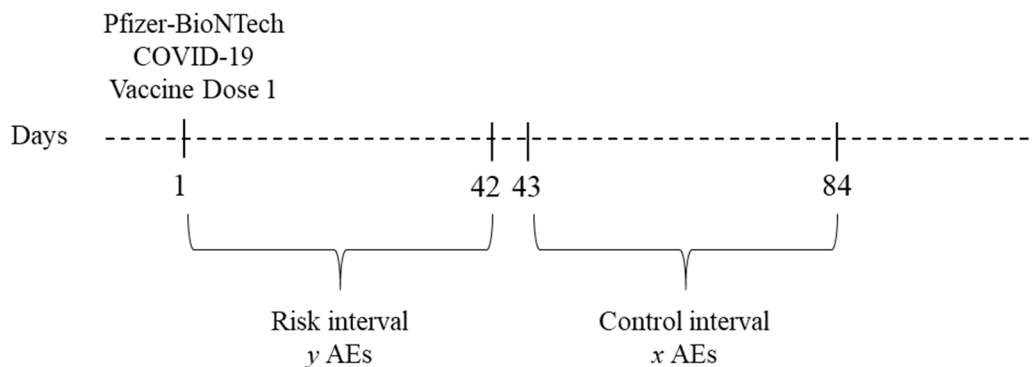 Pfizer-BioNTech
COVID-19
Vaccine Dose 1
Days
1 42 43 84
Risk interval
y AEs
Control interval
x AEs